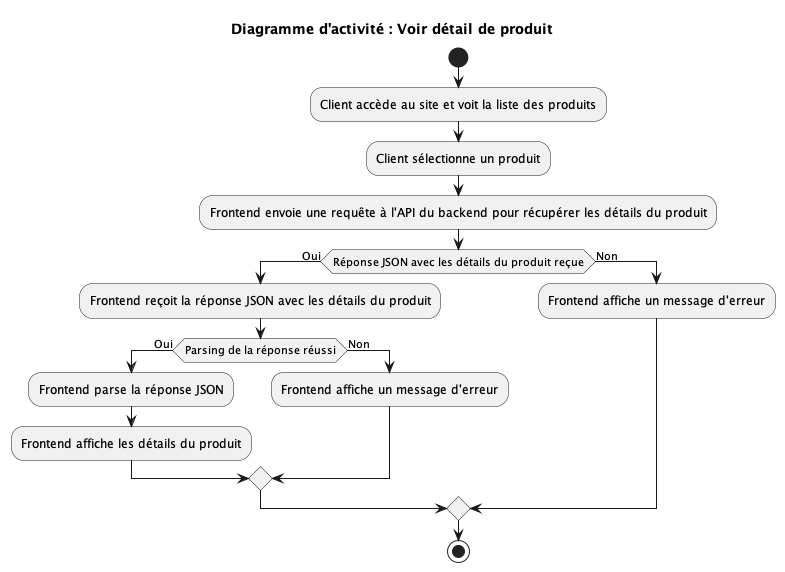 Diagramme d'activité : Voir détail de produit
Client accède au site et voit la liste des produits
Client sélectionne un produit
Frontend envoie une requête à l'API du backend pour récupérer les détails du produit
Oui
Réponse JSON avec les détails du produit reçue
Non
Frontend reçoit la réponse JSON avec les détails du produit
Frontend affiche un message d'erreur
Oui
Parsing de la réponse réussi
Non
Frontend parse la réponse JSON
Frontend affiche un message d'erreur
Frontend affiche les détails du produit